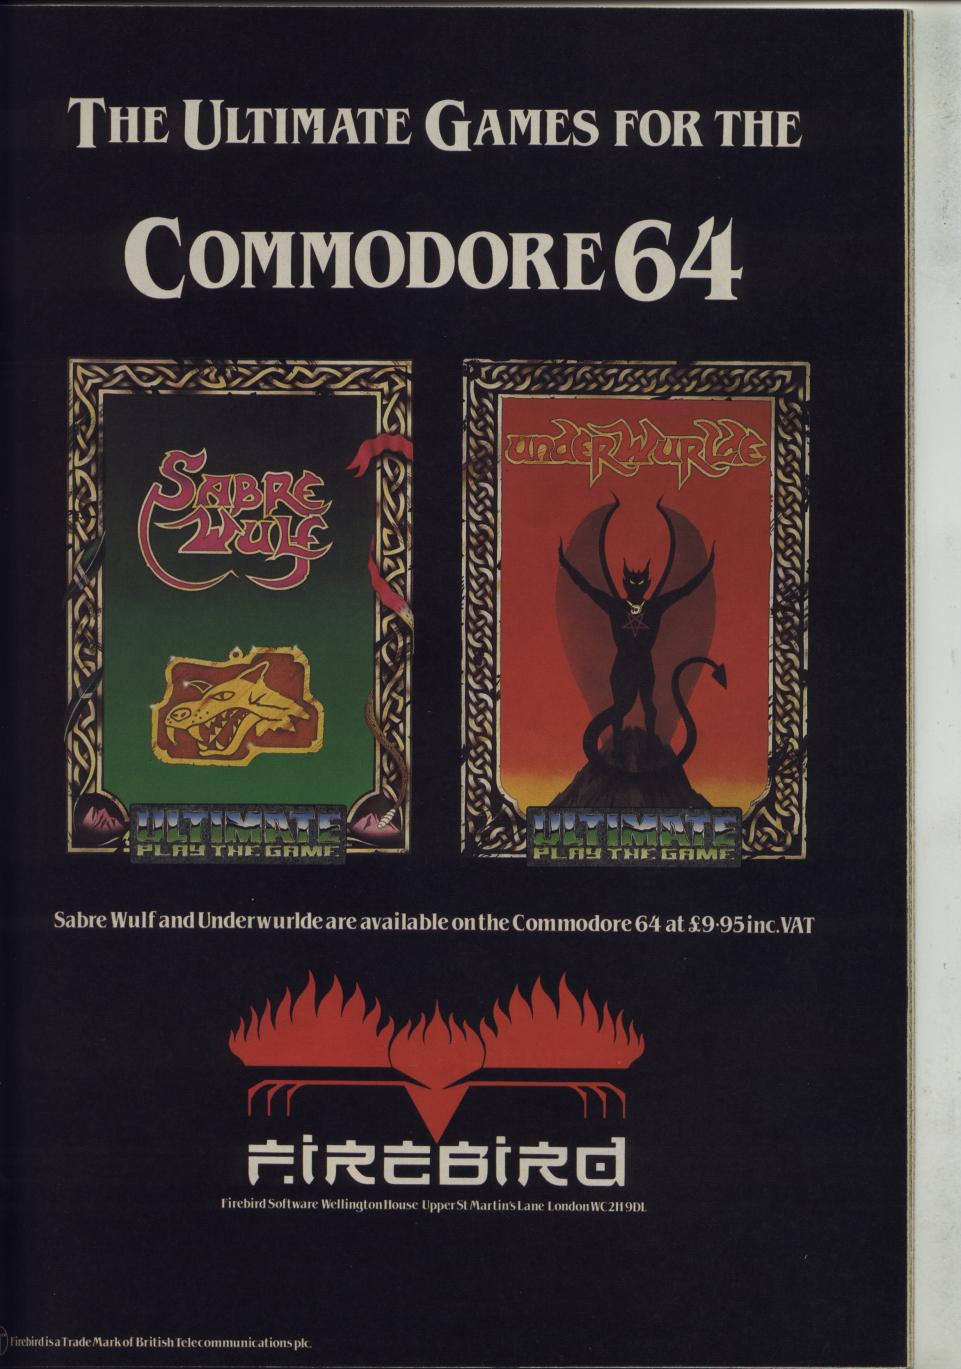 THE ULTIMATE GAMES FOR THE
COMMODORE 64
SABRE
WULF
underwurlde
ULTIMATE
PLAY THE GAME
ULTIMATE
PLAY THE GAME
Sabre Wulf and Underwurlde are available on the Commodore 64 at £9·95 inc. VAT
FIREBIRD
Firebird Software Wellington House Upper St Martin's Lane London WC2H 9DL
Firebird is a Trade Mark of British Telecommunications plc.